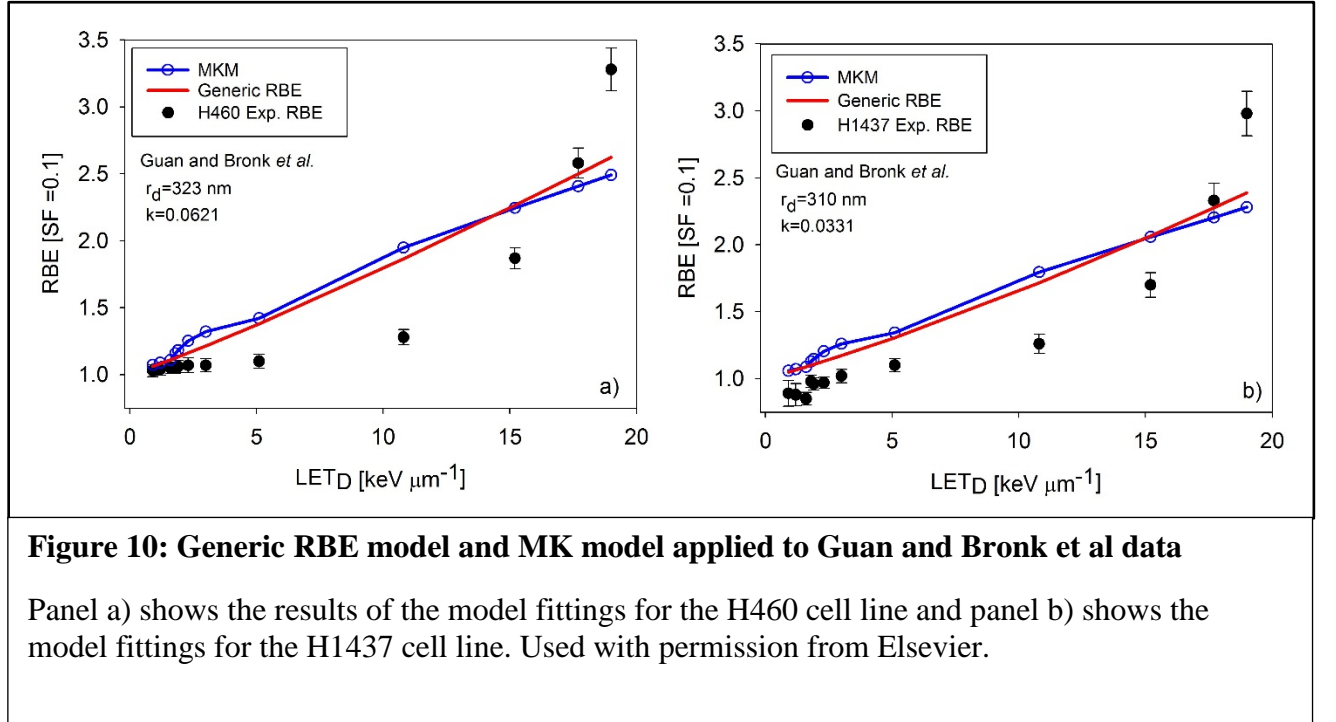 3.5
3.0
2.5
2.0
1.5
1.0
RBE [SF =0.1]
MKM
Generic RBE
H460 Exp. RBE
Guan and Bronk et al.
r_d=323 nm
k=0.0621
a)
0 5 10 15 20
LET_D [keV μm⁻¹]
3.5
3.0
2.5
2.0
1.5
1.0
RBE [SF =0.1]
MKM
Generic RBE
H1437 Exp. RBE
Guan and Bronk et al.
r_d=310 nm
k=0.0331
b)
0 5 10 15 20
LET_D [keV μm⁻¹]
Figure 10: Generic RBE model and MK model applied to Guan and Bronk et al data
Panel a) shows the results of the model fittings for the H460 cell line and panel b) shows the
model fittings for the H1437 cell line. Used with permission from Elsevier.